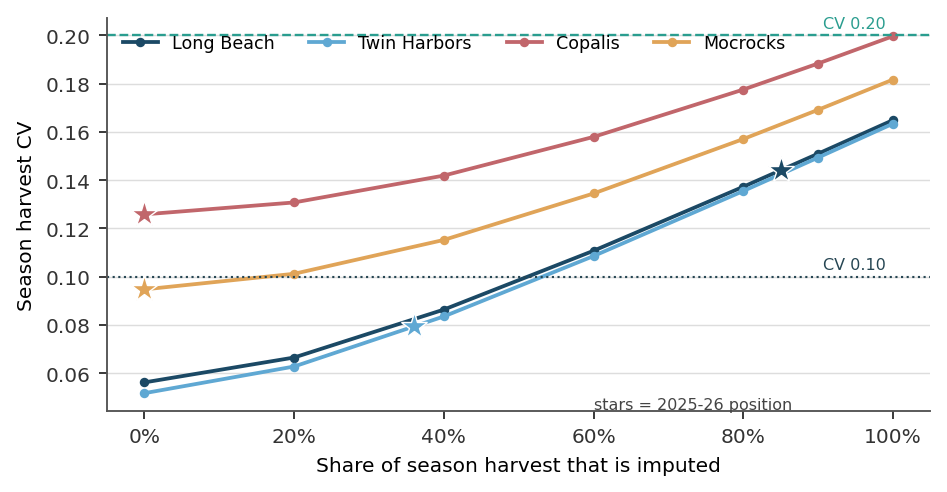 CV 0.20
Long Beach Twin Harbors Copalis Mocrocks
0.20
0.18
0.16
0.14
0.12
0.10
0.08
0.06
Season harvest CV
CV 0.10
stars = 2025-26 position
0% 20% 40% 60% 80% 100%
Share of season harvest that is imputed